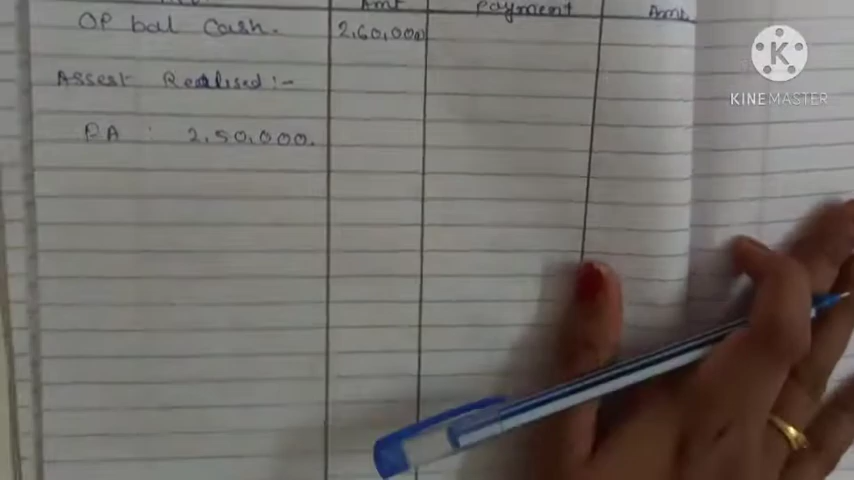 Amt Payment Amt
OP bal Cash. 2,60,000
Assest Realised :-
PA : 2,50,000.
K
KINEMASTER